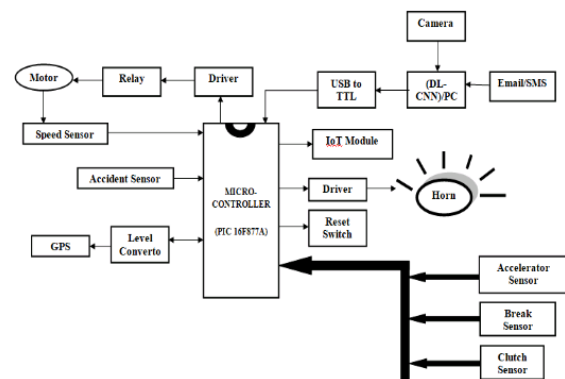 Camera
Motor
Relay
Driver
USB to
TTL
(DL-
CNN)/PC
Email/SMS
Speed Sensor
IoT Module
Accident Sensor
MICRO-
CONTROLLER
(PIC 16F877A)
Driver
Horn
Reset
Switch
GPS
Level
Converto
Accelerator
Sensor
Break
Sensor
Clutch
Sensor